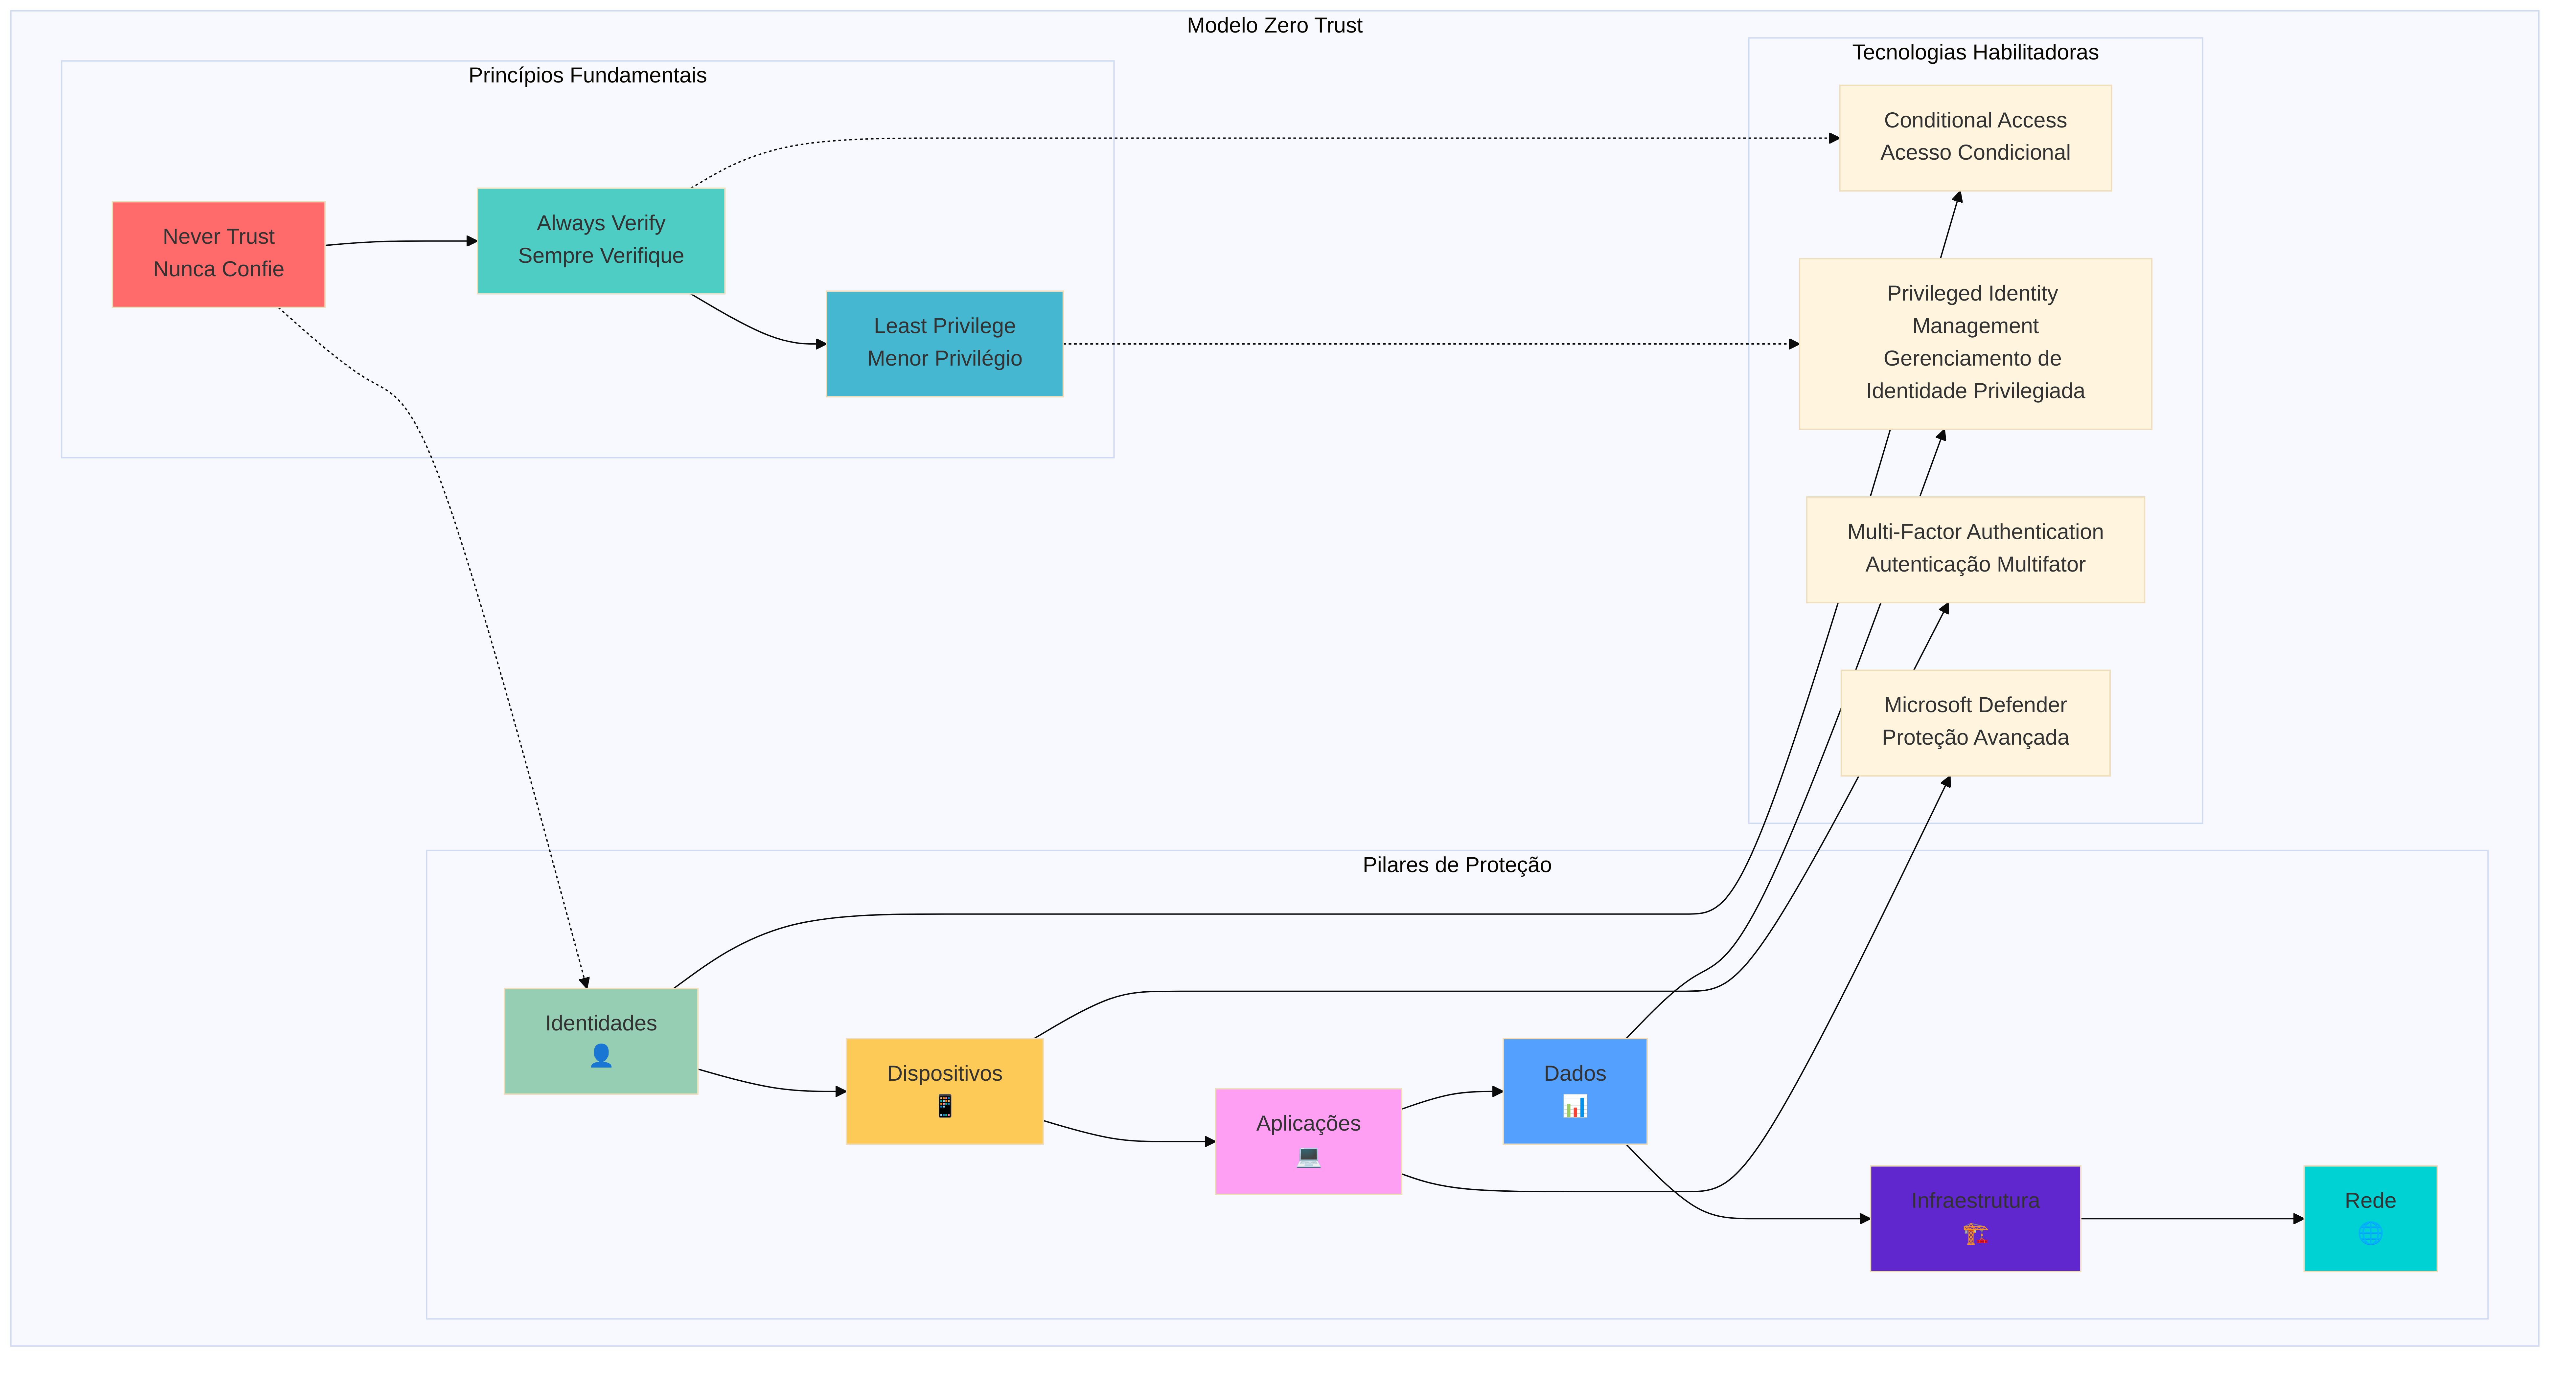 Modelo Zero Trust
Princípios Fundamentais
Never Trust
Nunca Confie
Always Verify
Sempre Verifique
Least Privilege
Menor Privilégio
Tecnologias Habilitadoras
Conditional Access
Acesso Condicional
Privileged Identity
Management
Gerenciamento de
Identidade Privilegiada
Multi-Factor Authentication
Autenticação Multifator
Microsoft Defender
Proteção Avançada
Pilares de Proteção
Identidades
Dispositivos
Aplicações
Dados
Infraestrutura
Rede